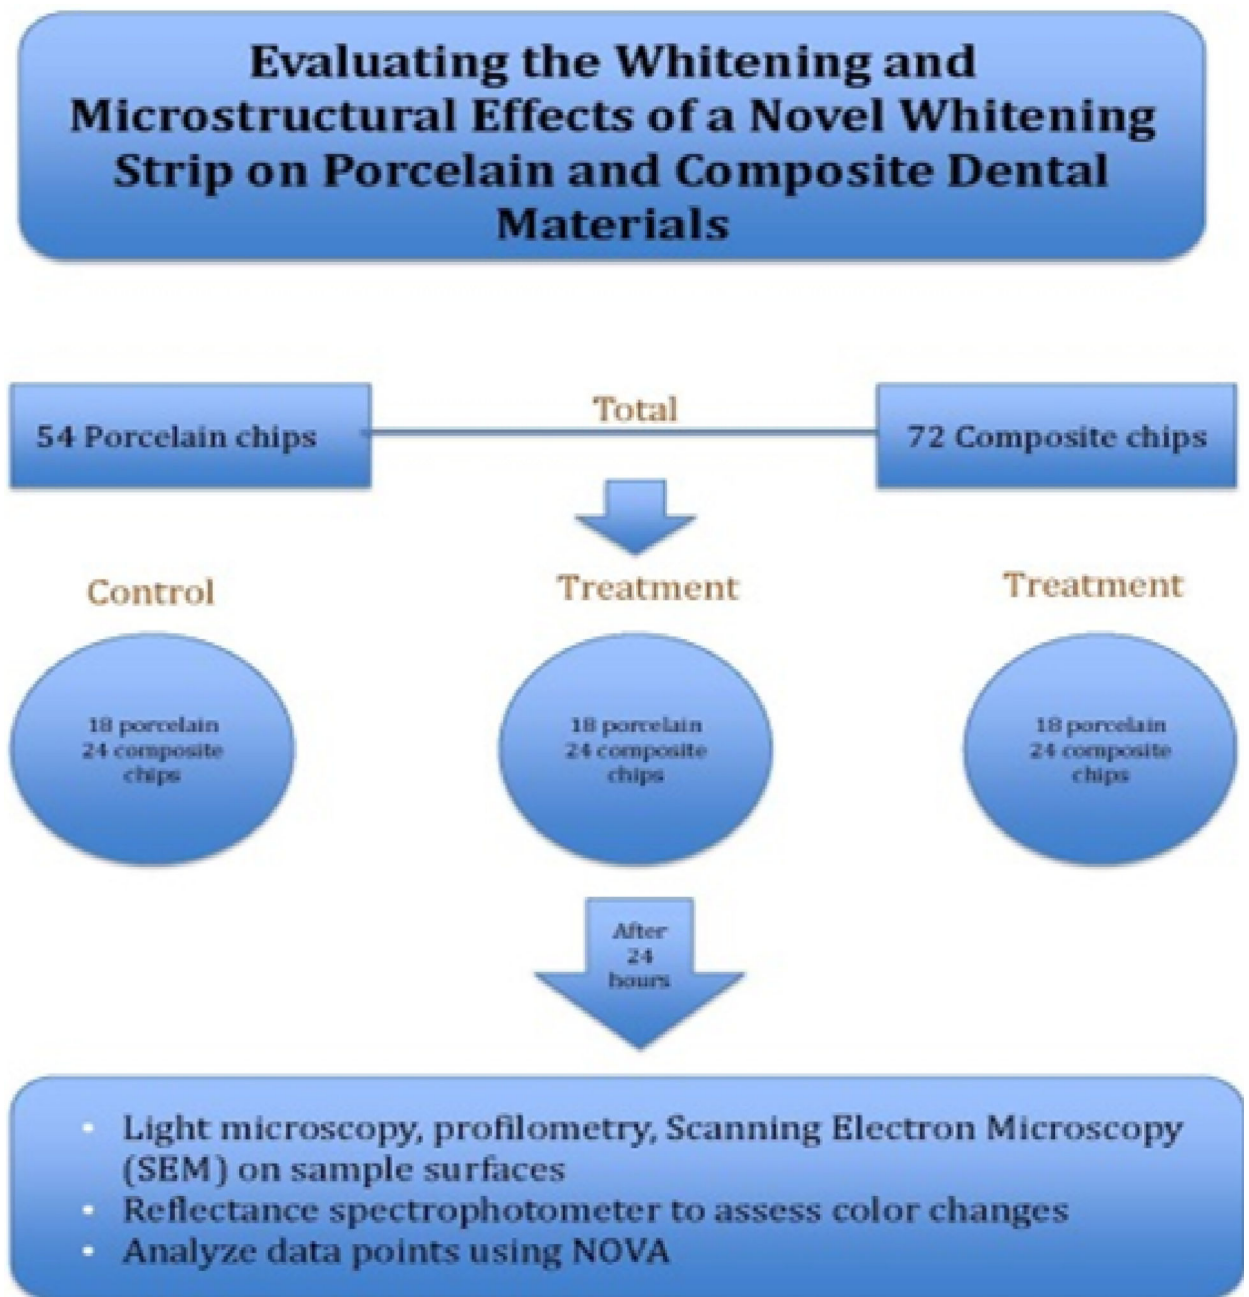 Evaluating the Whitening and
Microstructural Effects of a Novel Whitening
Strip on Porcelain and Composite Dental
Materials
54 Porcelain chips
Total
72 Composite chips
Control
Treatment
Treatment
18 porcelain
24 composite
chips
18 porcelain
24 composite
chips
18 porcelain
24 composite
chips
After
24
hours
• Light microscopy, profilometry, Scanning Electron Microscopy
(SEM) on sample surfaces
• Reflectance spectrophotometer to assess color changes
• Analyze data points using NOVA